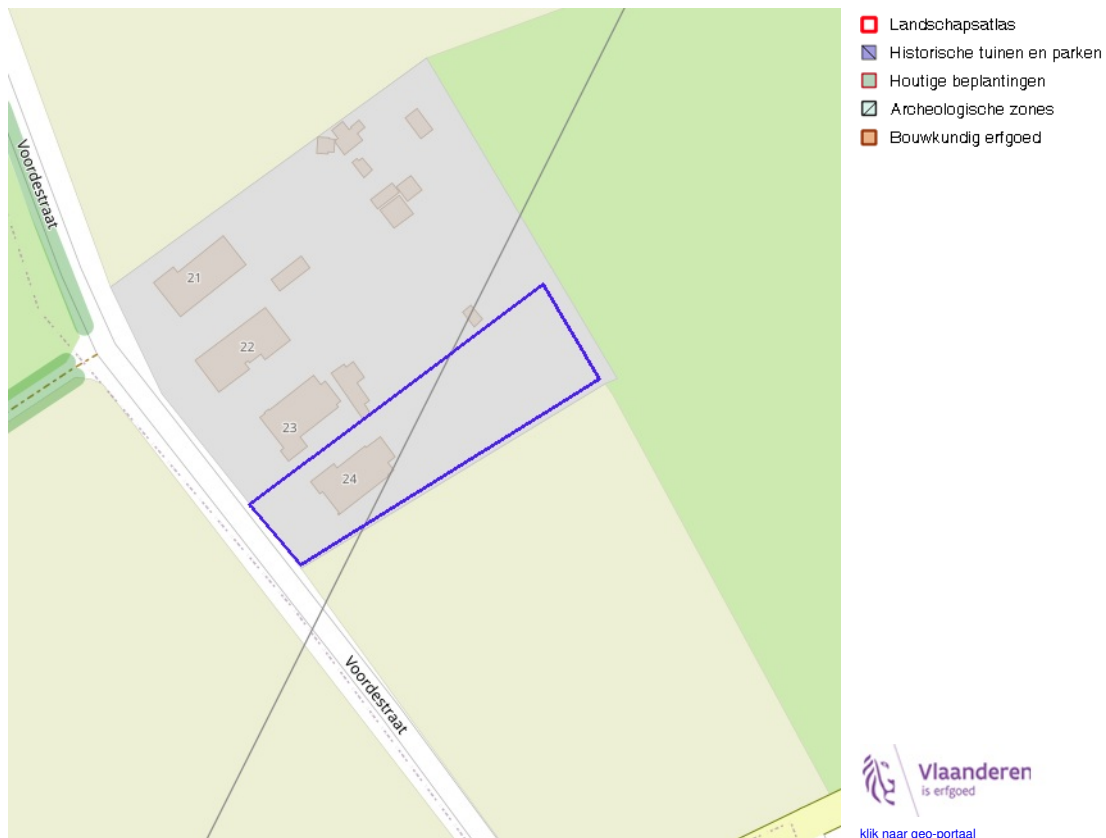 Landschapsatlas
Historische tuinen en parken
Houtige beplantingen
Archeologische zones
Bouwkundig erfgoed
Voordestraat
21
22
23
24
Voordestraat
Vlaanderen
is erfgoed
klik naar geo-portaal